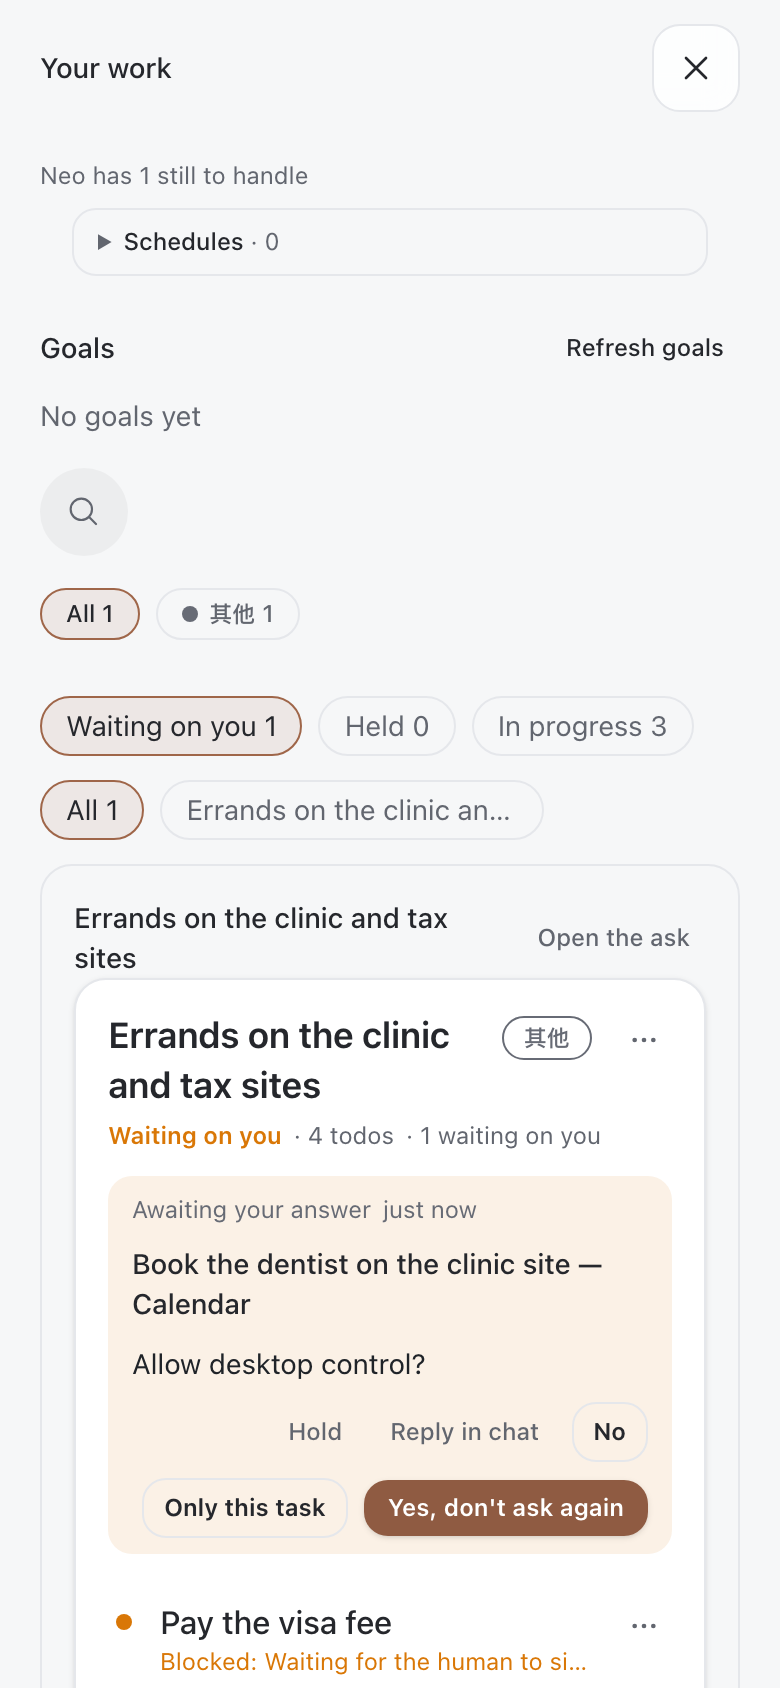 Your work
Neo has 1 still to handle
Schedules · 0
Goals
Refresh goals
No goals yet
All 1
其他 1
Waiting on you 1
Held 0
In progress 3
All 1
Errands on the clinic an...
Errands on the clinic and tax
sites
Open the ask
Errands on the clinic
and tax sites
其他
Waiting on you · 4 todos · 1 waiting on you
Awaiting your answer just now
Book the dentist on the clinic site —
Calendar
Allow desktop control?
Hold
Reply in chat
No
Only this task
Yes, don't ask again
Pay the visa fee
Blocked: Waiting for the human to si...